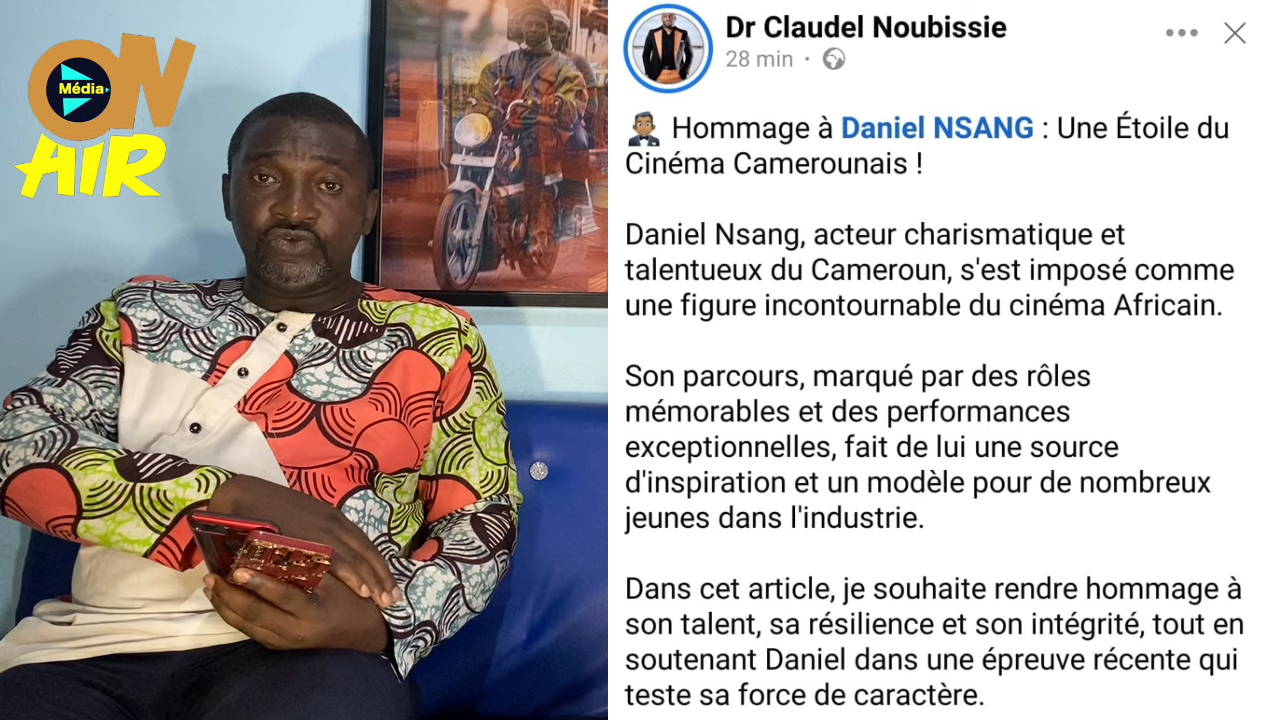 ON
Média
AIR
Dr Claudel Noubissie
28 min ·
Hommage à Daniel NSANG : Une Étoile du
Cinéma Camerounais !
Daniel Nsang, acteur charismatique et
talentueux du Cameroun, s'est imposé comme
une figure incontournable du cinéma Africain.
Son parcours, marqué par des rôles
mémorables et des performances
exceptionnelles, fait de lui une source
d'inspiration et un modèle pour de nombreux
jeunes dans l'industrie.
Dans cet article, je souhaite rendre hommage à
son talent, sa résilience et son intégrité, tout en
soutenant Daniel dans une épreuve récente qui
teste sa force de caractère.